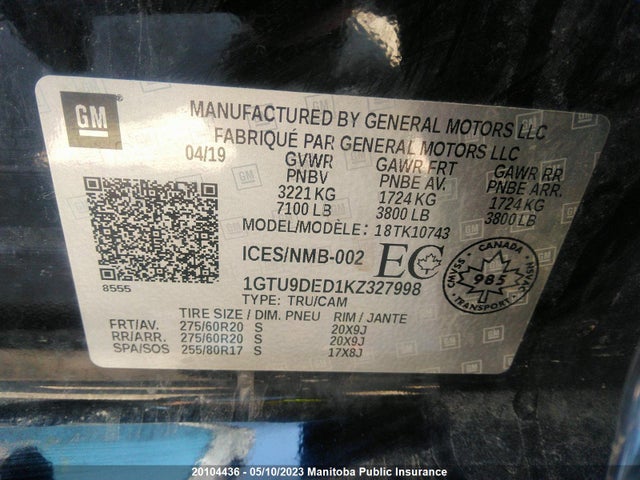 GM
MANUFACTURED BY GENERAL MOTORS LLC
FABRIQUÉ PAR GENERAL MOTORS LLC
04/19 GVWR GAWR FRT GAWR RR
PNBV PNBE AV. PNBE ARR.
3221 KG 1724 KG 1724 KG
7100 LB 3800 LB 3800 LB
MODEL/MODÈLE: 18TK10743
ICES/NMB-002 EC
CANADA
CMVSS 985 NSVAC
TRANSPORT
8555
1GTU9DED1KZ327998
TYPE: TRU/CAM
TIRE SIZE / DIM. PNEU RIM / JANTE
FRT/AV. 275/60R20 S 20X9J
RR/ARR. 275/60R20 S 20X9J
SPA/SOS 255/80R17 S 17X8J
20104436 - 05/10/2023 Manitoba Public Insurance